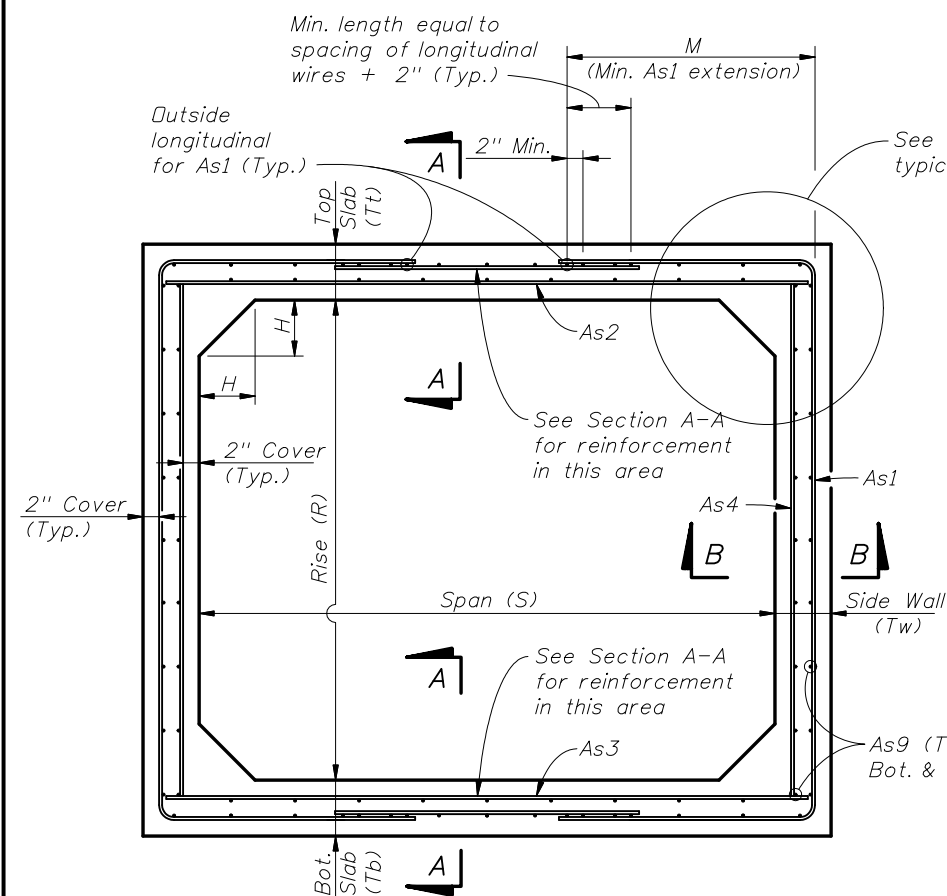 Min. length equal to
spacing of longitudinal
wires + 2" (Typ.)
M
(Min. As1 extension)
Outside
longitudinal
for As1 (Typ.)
A
2" Min.
See
Top
Slab
(Tt)
H
As2
H
A
See Section A-A
for reinforcement
in this area
2" Cover
(Typ.)
2" Cover
(Typ.)
As1
As4
Rise (R)
B
B
Span (S)
Side Wall
(Tw)
A
See Section A-A
for reinforcement
in this area
As3
As9
Bot. &
Bot.
Slab
(Tb)
A